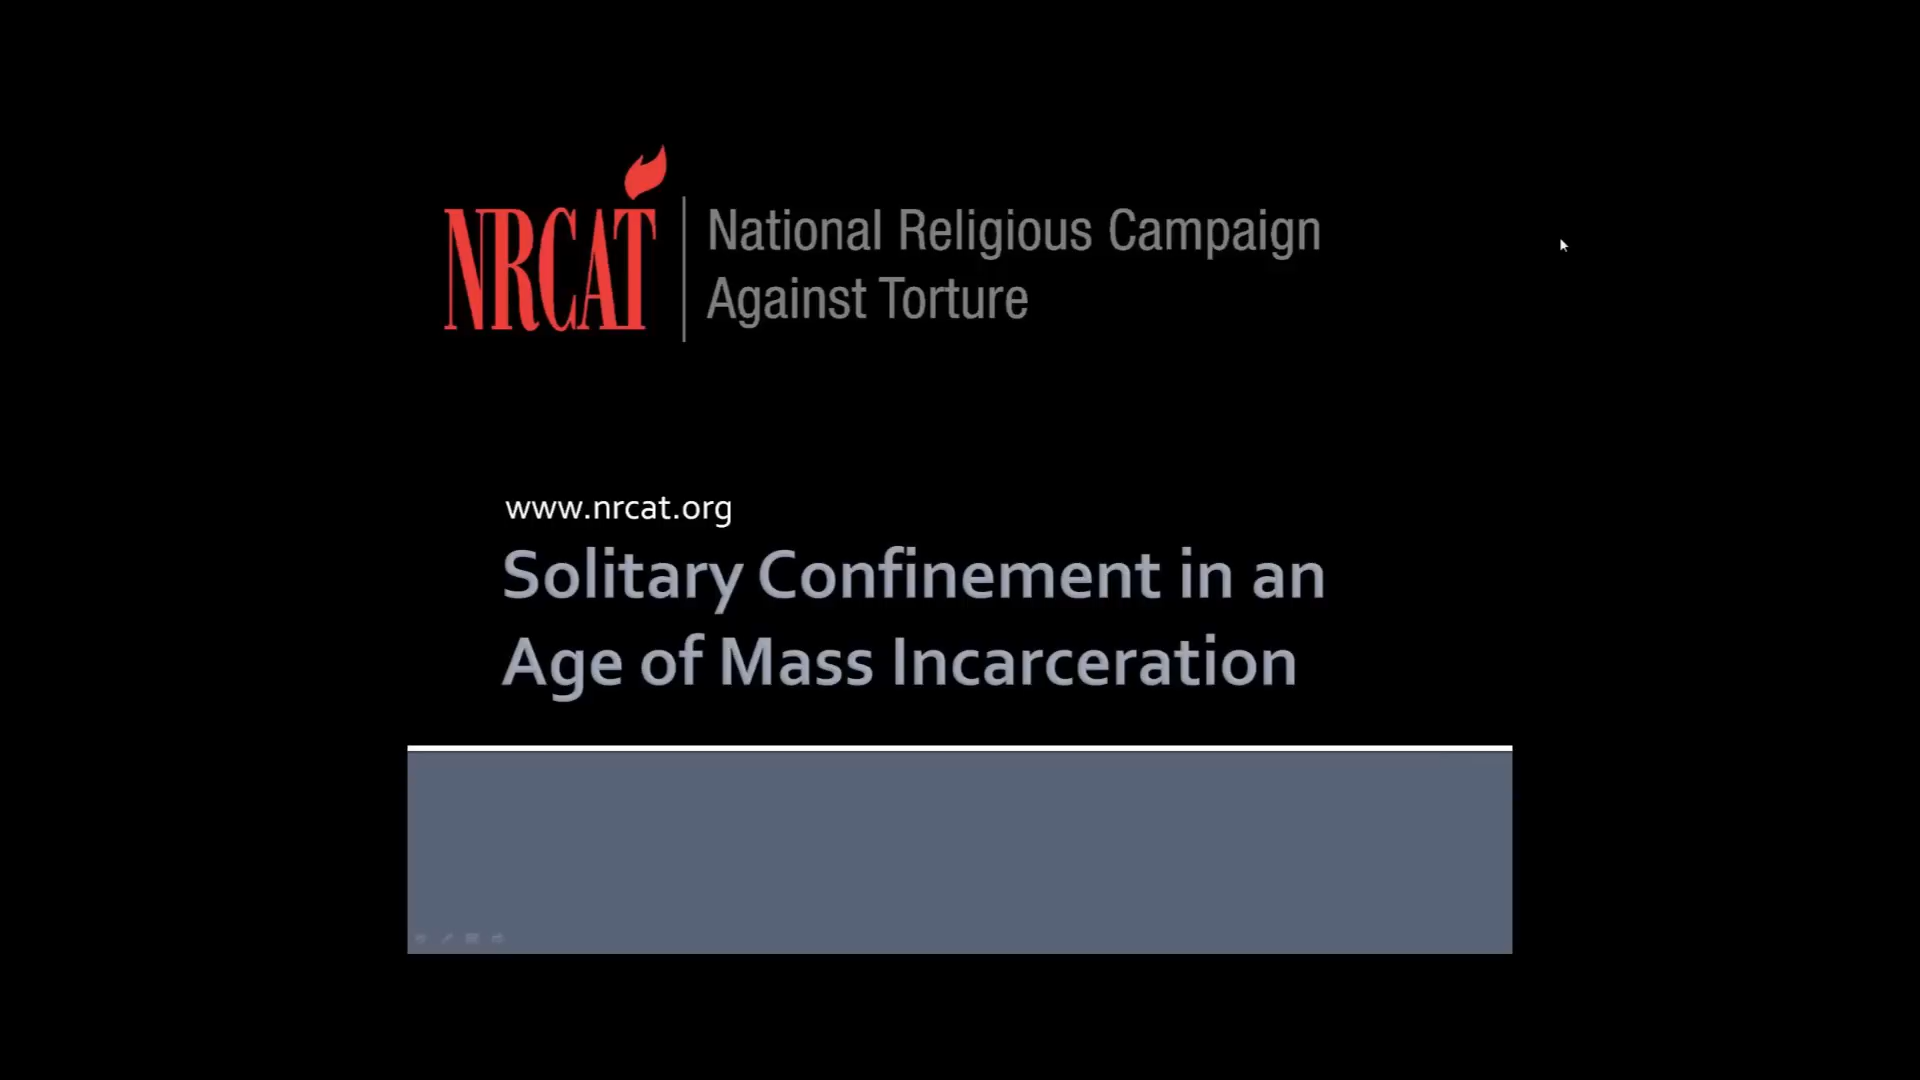 NRCAT
National Religious Campaign
Against Torture
www.nrcat.org
Solitary Confinement in an
Age of Mass Incarceration